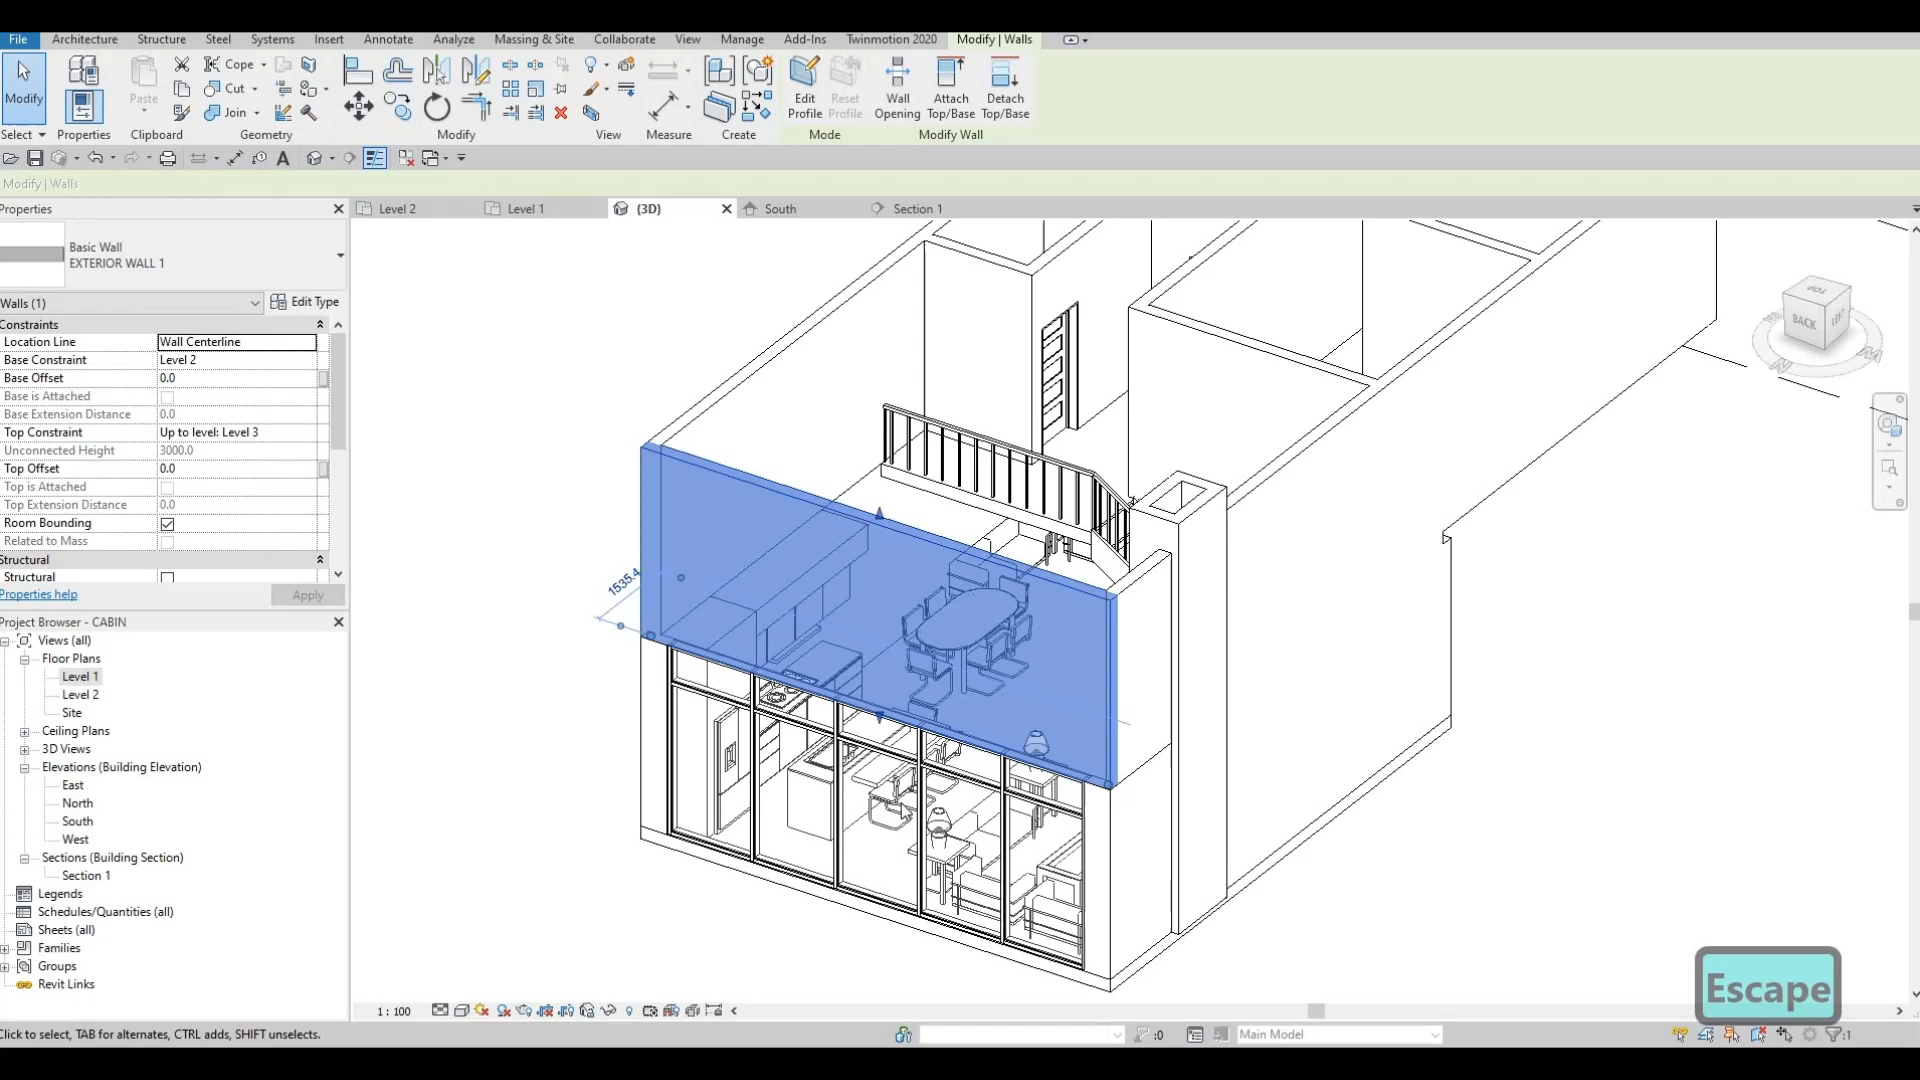 File Architecture Structure Steel Systems Insert Annotate Analyze Massing & Site Collaborate View Manage Add-Ins Twinmotion 2020 Modify | Walls
Cope
Cut
Join
Modify
Paste
Edit Profile
Reset Profile
Wall Opening
Attach Top/Base
Detach Top/Base
Select Properties Clipboard Geometry Modify View Measure Create Mode Modify Wall
Modify | Walls
Properties
Level 2 Level 1 {3D} South Section 1
Basic Wall
EXTERIOR WALL 1
Walls (1) Edit Type
Constraints
Location Line Wall Centerline
Base Constraint Level 2
Base Offset 0.0
Base is Attached
Base Extension Distance 0.0
Top Constraint Up to level: Level 3
Unconnected Height 3000.0
Top Offset 0.0
Top is Attached
Top Extension Distance 0.0
Room Bounding
Related to Mass
Structural
Structural
Properties help Apply
Project Browser - CABIN
Views (all)
Floor Plans
Level 1
Level 2
Site
Ceiling Plans
3D Views
Elevations (Building Elevation)
East
North
South
West
Sections (Building Section)
Section 1
Legends
Schedules/Quantities (all)
Sheets (all)
Families
Groups
Revit Links
1535.4
TOP
BACK
LEFT
N
W
Escape
1 : 100
Click to select, TAB for alternates, CTRL adds, SHIFT unselects.
:0
Main Model
:1